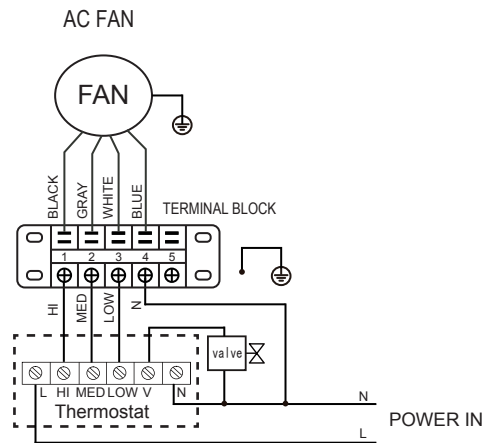 AC FAN
FAN
BLACK
GRAY
WHITE
BLUE
TERMINAL BLOCK
1 2 3 4 5
HI
MED
LOW
N
valve
L HI MED LOW V N
Thermostat
N
POWER IN
L